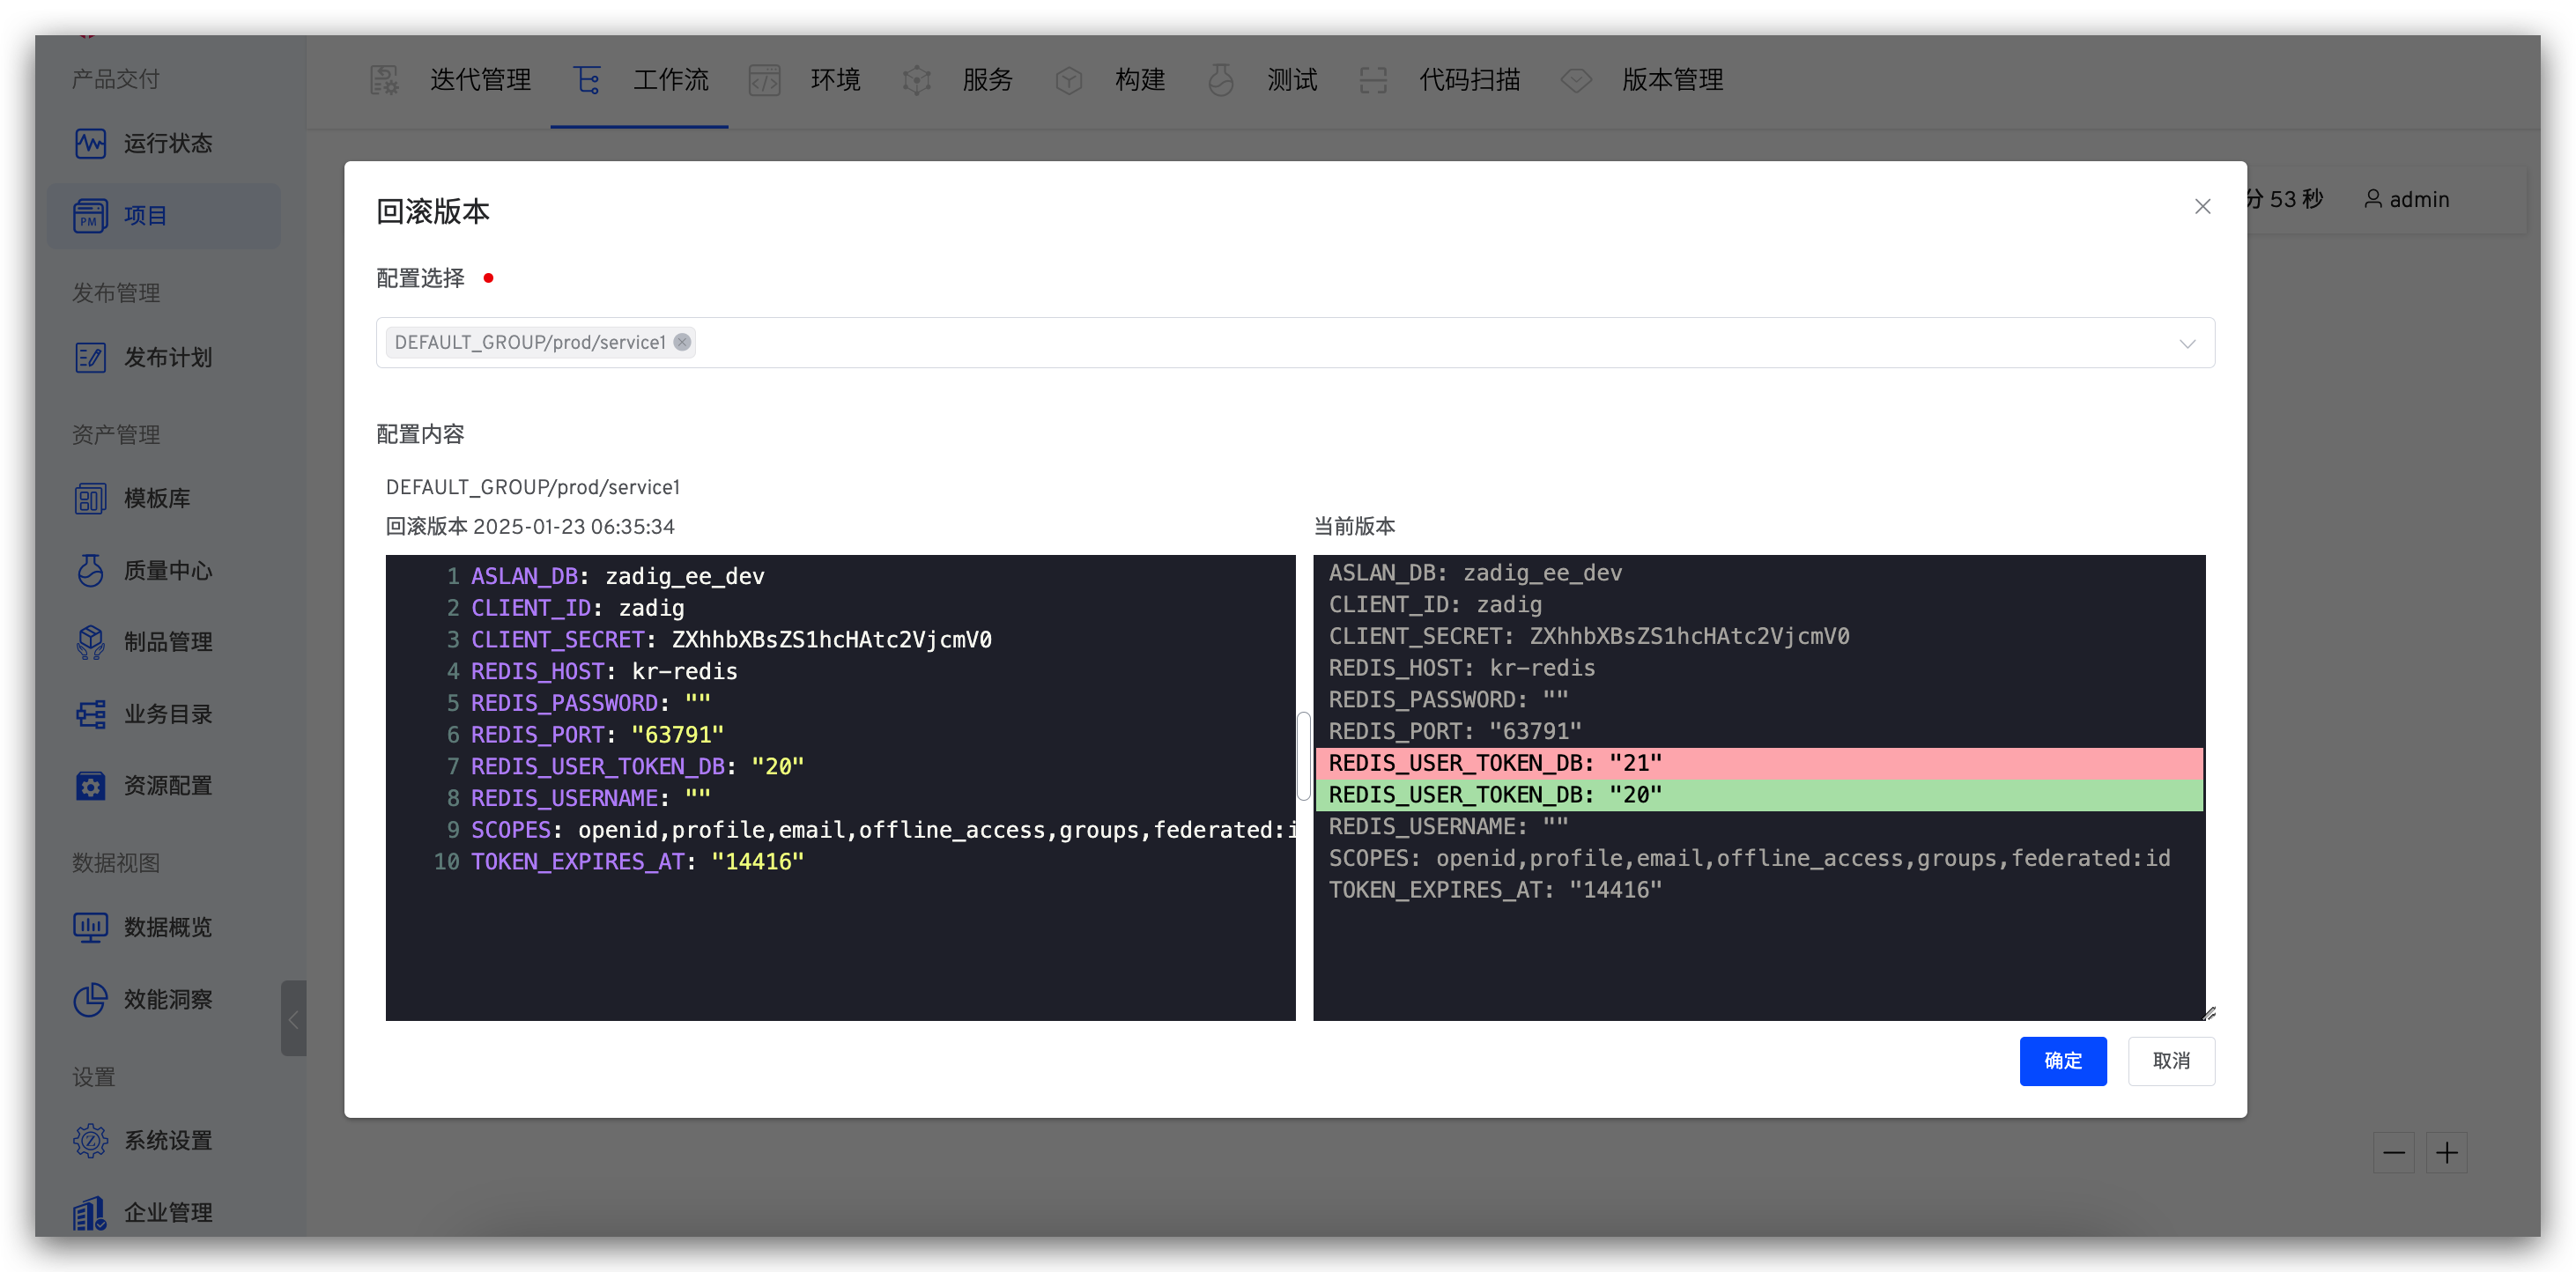 产品交付
运行状态
PM
项目
发布管理
发布计划
资产管理
模板库
质量中心
制品管理
业务目录
资源配置
数据视图
数据概览
效能洞察
设置
系统设置
企业管理
迭代管理 工作流 环境 服务 构建 测试 代码扫描 版本管理
分 53 秒 admin
回滚版本
配置选择
DEFAULT_GROUP/prod/service1
配置内容
DEFAULT_GROUP/prod/service1
回滚版本 2025-01-23 06:35:34
1 ASLAN_DB: zadig_ee_dev
2 CLIENT_ID: zadig
3 CLIENT_SECRET: ZXhhbXBsZS1hcHAtc2VjcmV0
4 REDIS_HOST: kr-redis
5 REDIS_PASSWORD: ""
6 REDIS_PORT: "63791"
7 REDIS_USER_TOKEN_DB: "20"
8 REDIS_USERNAME: ""
9 SCOPES: openid,profile,email,offline_access,groups,federated:i
10 TOKEN_EXPIRES_AT: "14416"
当前版本
ASLAN_DB: zadig_ee_dev
CLIENT_ID: zadig
CLIENT_SECRET: ZXhhbXBsZS1hcHAtc2VjcmV0
REDIS_HOST: kr-redis
REDIS_PASSWORD: ""
REDIS_PORT: "63791"
REDIS_USER_TOKEN_DB: "21"
REDIS_USER_TOKEN_DB: "20"
REDIS_USERNAME: ""
SCOPES: openid,profile,email,offline_access,groups,federated:id
TOKEN_EXPIRES_AT: "14416"
确定 取消